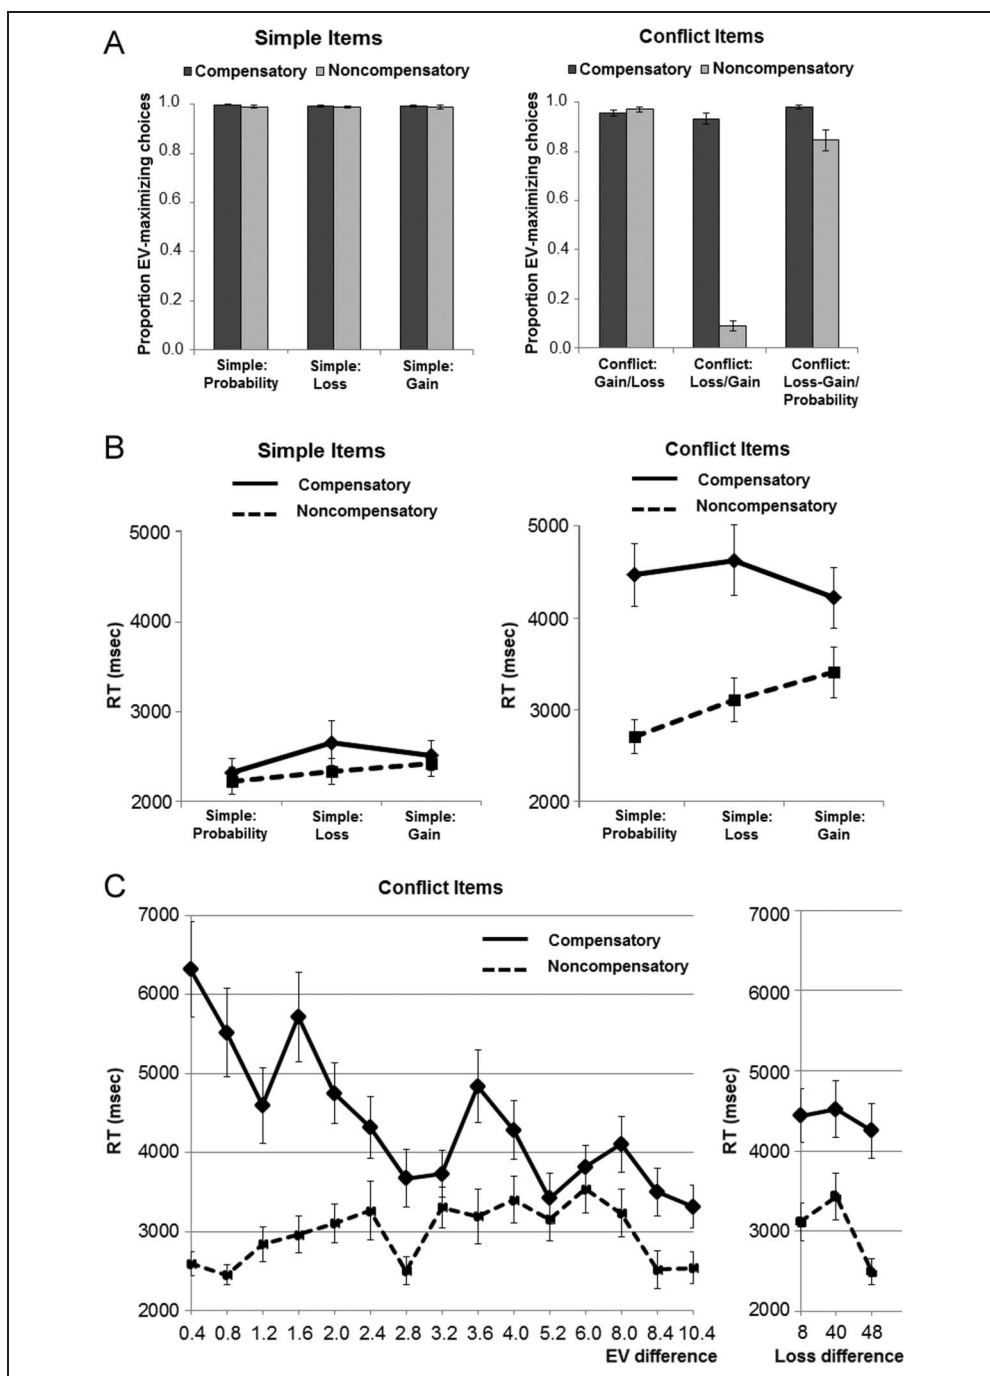 A
Simple Items
Compensatory Noncompensatory
Proportion EV-maximizing choices
1.0
0.8
0.6
0.4
0.2
0.0
Simple: Probability
Simple: Loss
Simple: Gain
Conflict Items
Compensatory Noncompensatory
Proportion EV-maximizing choices
1.0
0.8
0.6
0.4
0.2
0.0
Conflict: Gain/Loss
Conflict: Loss/Gain
Conflict: Loss-Gain/ Probability
B
Simple Items
Compensatory
Noncompensatory
RT (msec)
5000
4000
3000
2000
Simple: Probability
Simple: Loss
Simple: Gain
Conflict Items
Compensatory
Noncompensatory
RT (msec)
5000
4000
3000
2000
Simple: Probability
Simple: Loss
Simple: Gain
C
Conflict Items
Compensatory
Noncompensatory
RT (msec)
7000
6000
5000
4000
3000
2000
0.4 0.8 1.2 1.6 2.0 2.4 2.8 3.2 3.6 4.0 5.2 6.0 8.0 8.4 10.4
EV difference
RT (msec)
7000
6000
5000
4000
3000
2000
8 40 48
Loss difference